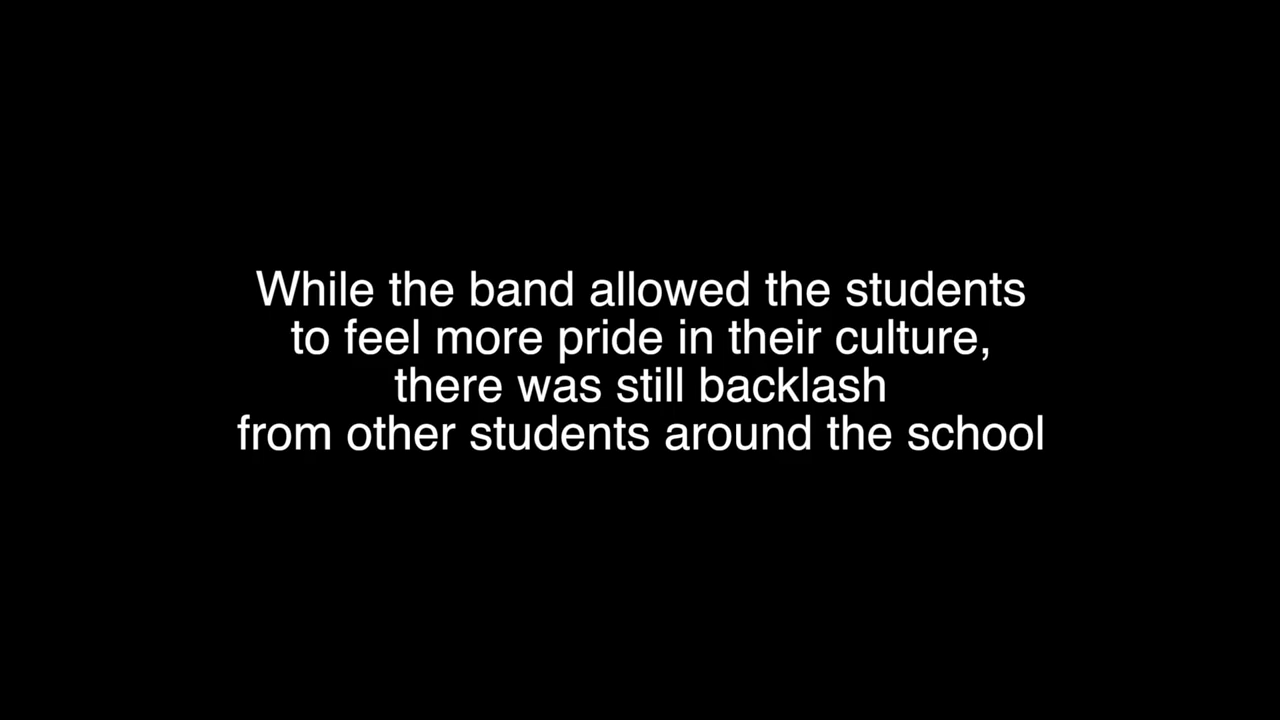 While the band allowed the students
to feel more pride in their culture,
there was still backlash
from other students around the school